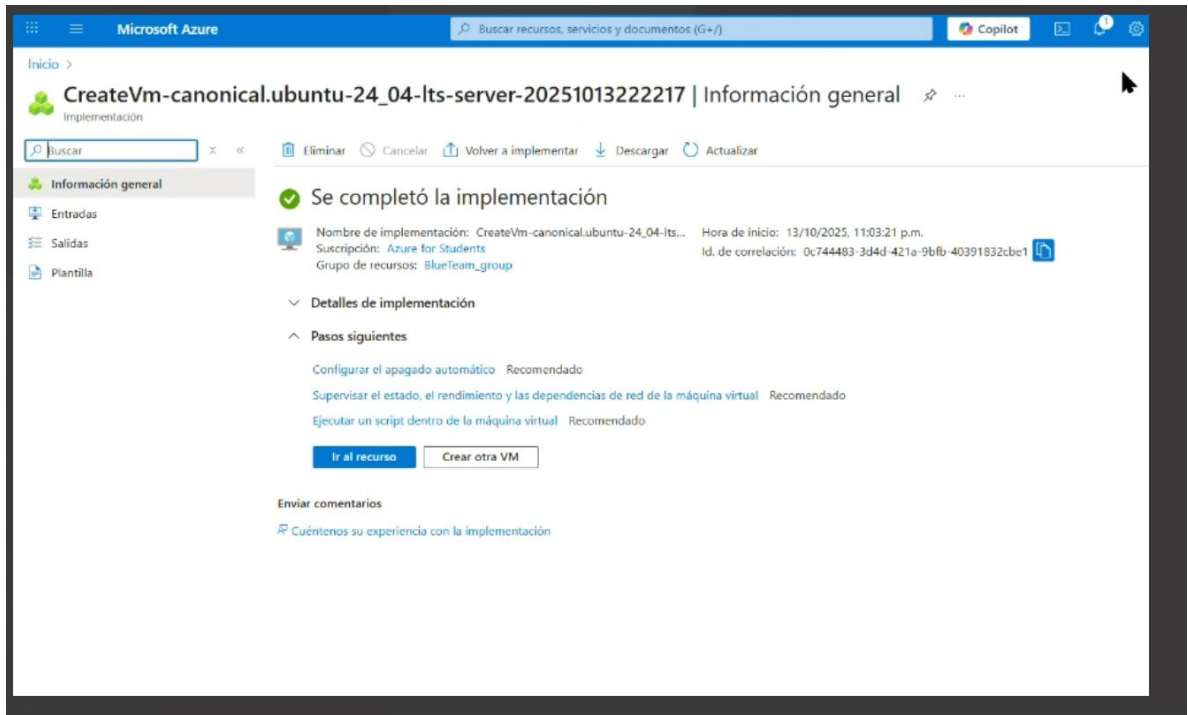 Microsoft Azure
Buscar recursos, servicios y documentos (G+/)
Copilot
1
Inicio >
CreateVm-canonical.ubuntu-24_04-lts-server-20251013222217 | Información general
Implementación
Buscar
Eliminar Cancelar Volver a implementar Descargar Actualizar
Información general
Entradas
Salidas
Plantilla
Se completó la implementación
Nombre de implementación: CreateVm-canonical.ubuntu-24_04-lts...
Suscripción: Azure for Students
Grupo de recursos: BlueTeam_group
Hora de inicio: 13/10/2025, 11:03:21 p.m.
Id. de correlación: 0c744483-3d4d-421a-9bfb-40391832cbe1
Detalles de implementación
Pasos siguientes
Configurar el apagado automático Recomendado
Supervisar el estado, el rendimiento y las dependencias de red de la máquina virtual Recomendado
Ejecutar un script dentro de la máquina virtual Recomendado
Ir al recurso Crear otra VM
Enviar comentarios
Cuéntenos su experiencia con la implementación